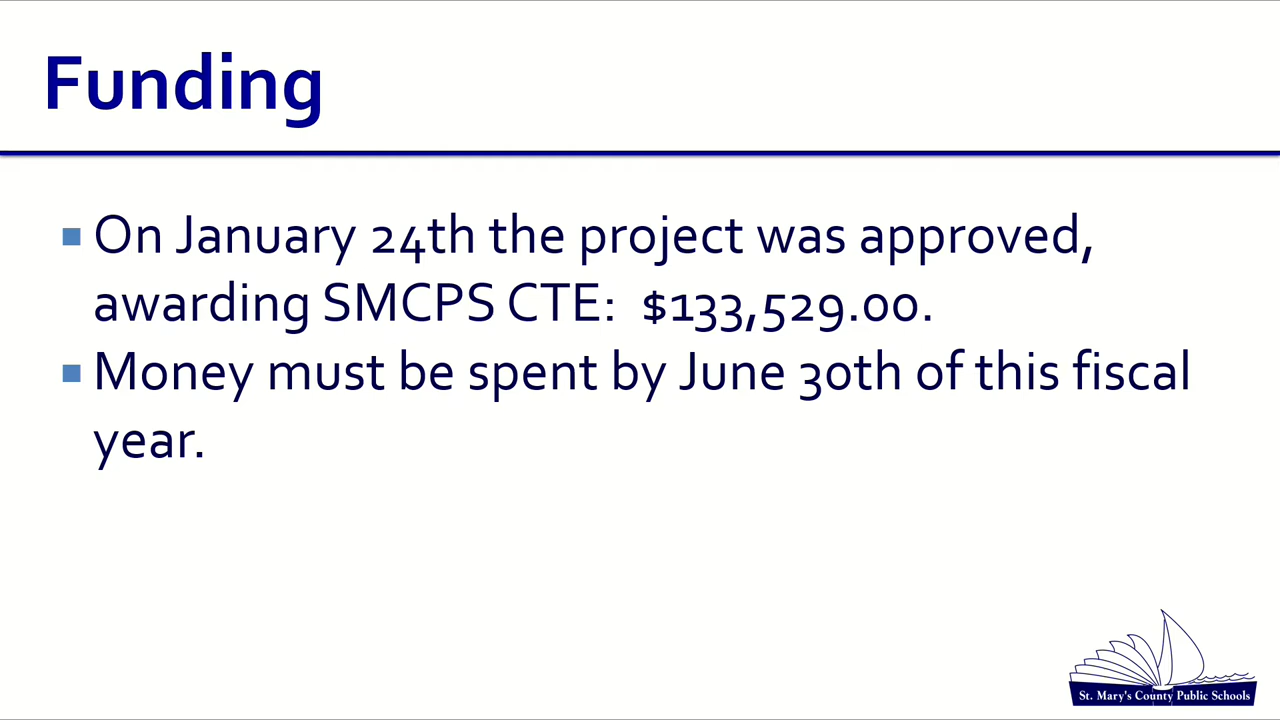 Funding
On January 24th the project was approved,
awarding SMCPS CTE: $133,529.00.
Money must be spent by June 30th of this fiscal
year.
St. Mary's County Public Schools